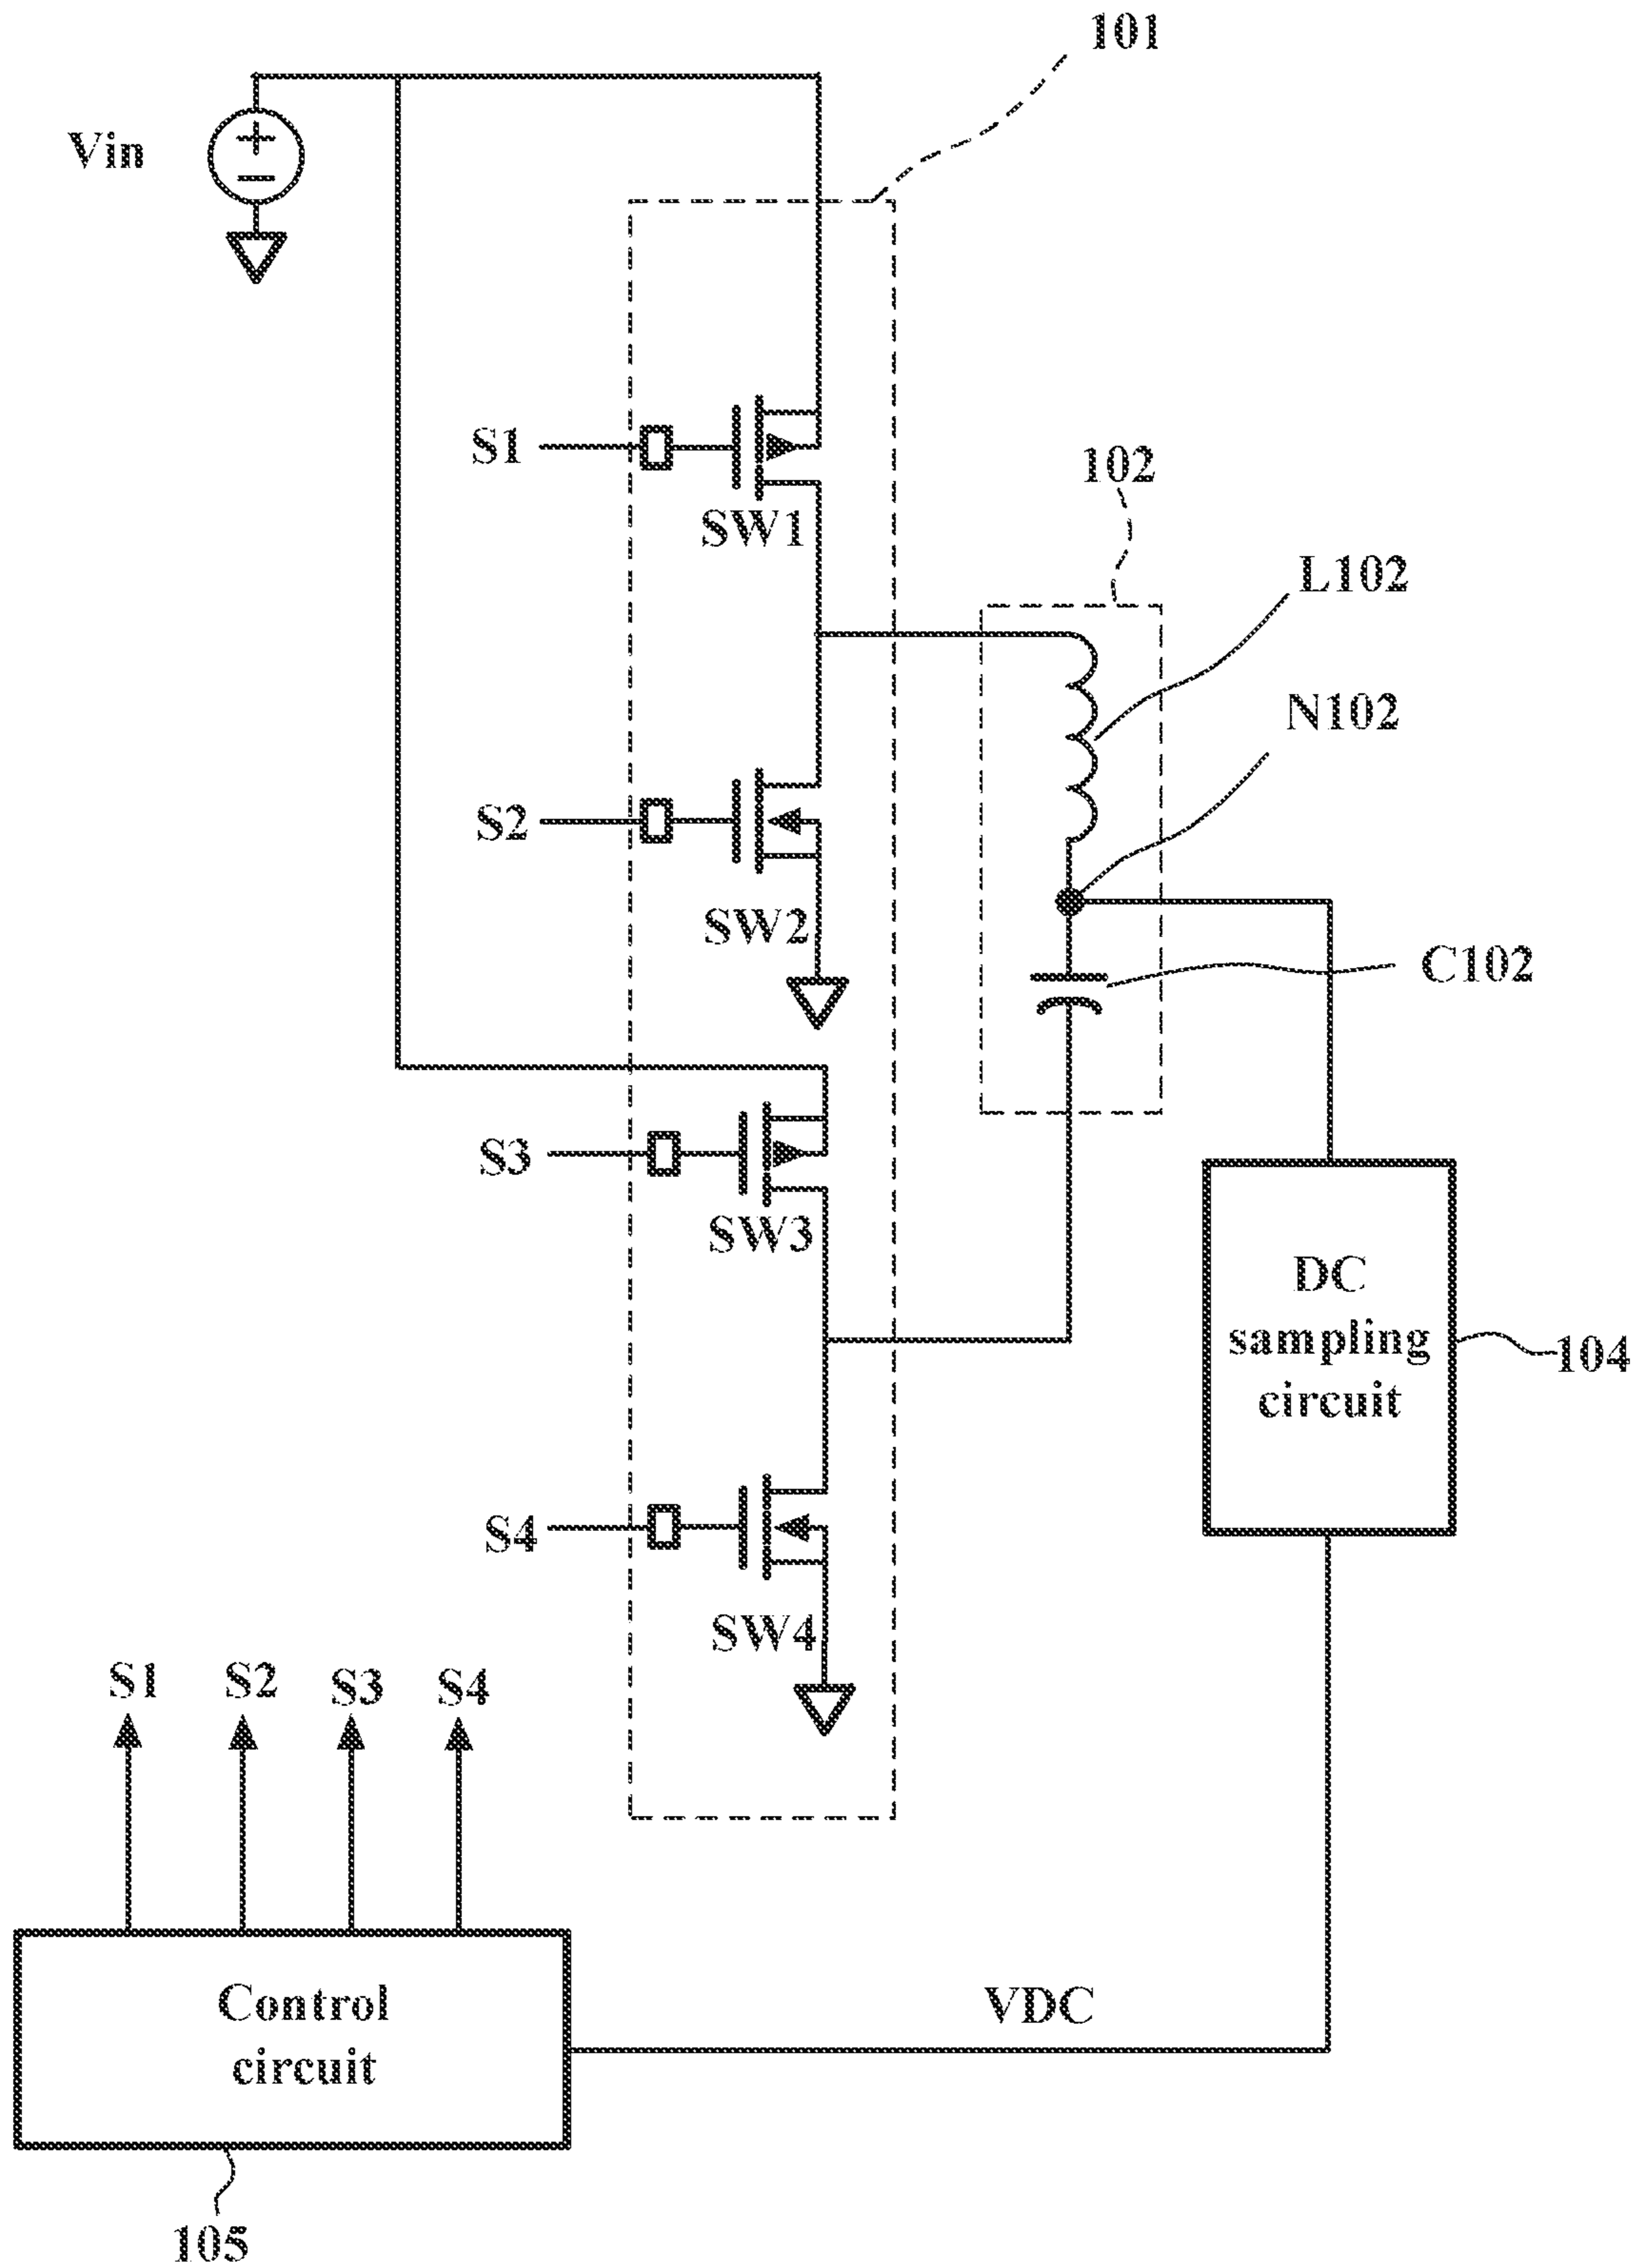 101
Vin
+
−
S1
SW1
102
L102
N102
S2
SW2
C102
S3
SW3
DC
sampling
circuit
104
S4
SW4
S1 S2 S3 S4
Control
circuit
VDC
105